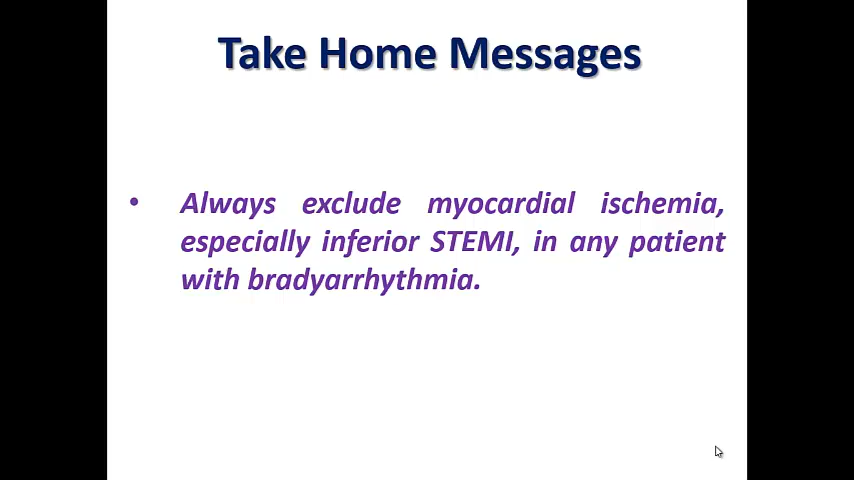 Take Home Messages
• Always exclude myocardial ischemia,
especially inferior STEMI, in any patient
with bradyarrhythmia.